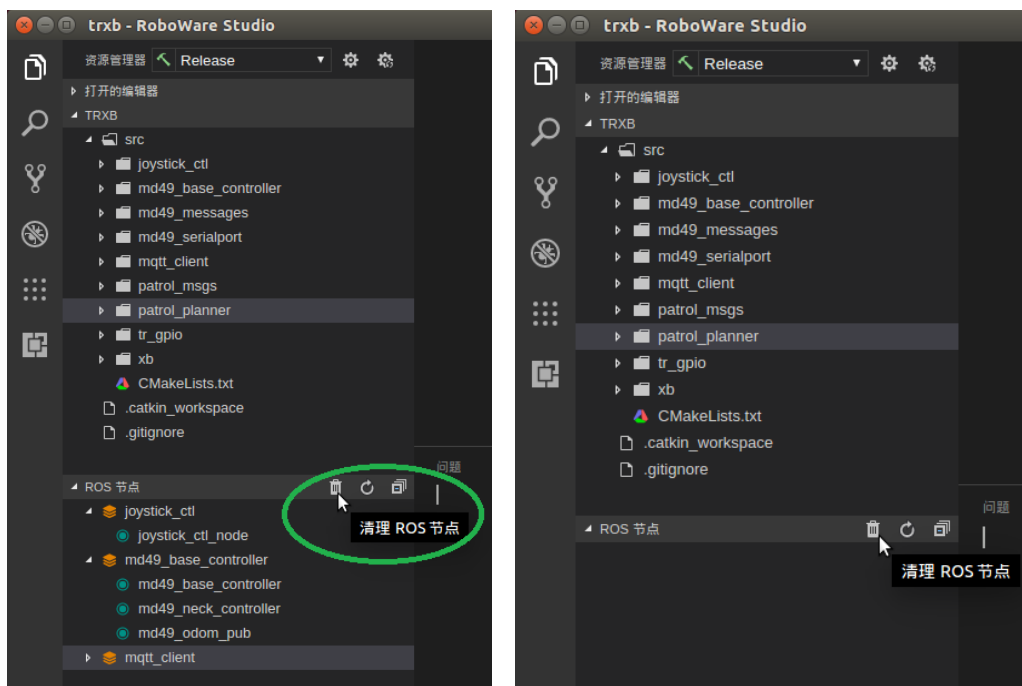 trxb - RoboWare Studio
资源管理器 Release
打开的编辑器
TRXB
src
joystick_ctl
md49_base_controller
md49_messages
md49_serialport
mqtt_client
patrol_msgs
patrol_planner
tr_gpio
xb
CMakeLists.txt
.catkin_workspace
.gitignore
问题
ROS 节点
清理 ROS 节点
joystick_ctl
joystick_ctl_node
md49_base_controller
md49_base_controller
md49_neck_controller
md49_odom_pub
mqtt_client
trxb - RoboWare Studio
资源管理器 Release
打开的编辑器
TRXB
src
joystick_ctl
md49_base_controller
md49_messages
md49_serialport
mqtt_client
patrol_msgs
patrol_planner
tr_gpio
xb
CMakeLists.txt
.catkin_workspace
.gitignore
问题
ROS 节点
清理 ROS 节点